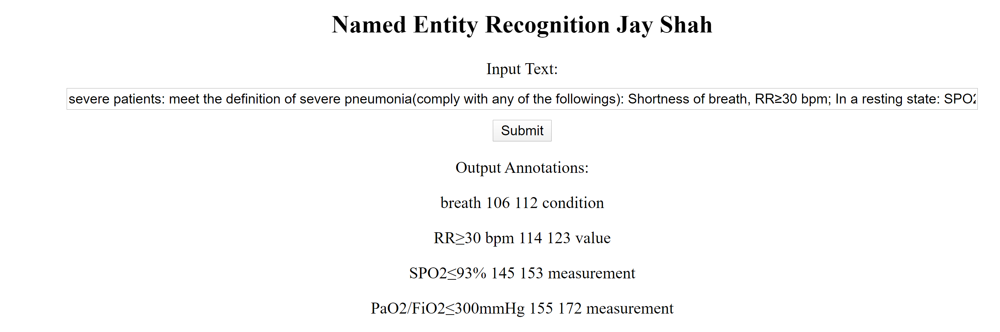 Named Entity Recognition Jay Shah
Input Text:
severe patients: meet the definition of severe pneumonia(comply with any of the followings): Shortness of breath, RR≥30 bpm; In a resting state: SPO2
Submit
Output Annotations:
breath 106 112 condition
RR≥30 bpm 114 123 value
SPO2≤93% 145 153 measurement
PaO2/FiO2≤300mmHg 155 172 measurement